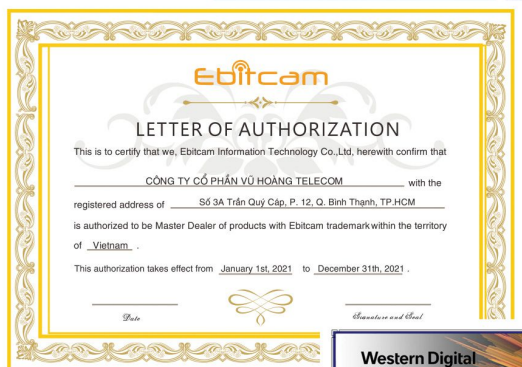 Ebitcam
LETTER OF AUTHORIZATION
This is to certify that we, Ebitcam Information Technology Co.,Ltd, herewith confirm that
CÔNG TY CỔ PHẦN VŨ HOÀNG TELECOM with the
registered address of Số 3A Trần Quý Cáp, P. 12, Q. Bình Thạnh, TP.HCM
is authorized to be Master Dealer of products with Ebitcam trademark within the territory
of Vietnam .
This authorization takes effect from January 1st, 2021 to December 31th, 2021 .
Date Signature and Seal
Western Digital